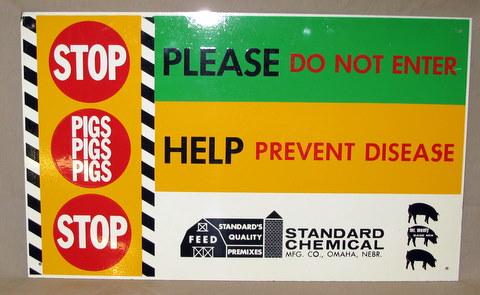 STOP
PIGS
PIGS
PIGS
STOP
PLEASE DO NOT ENTER
HELP PREVENT DISEASE
FEED
STANDARD'S
QUALITY
PREMIXES
STANDARD
CHEMICAL
MFG. CO., OMAHA, NEBR.